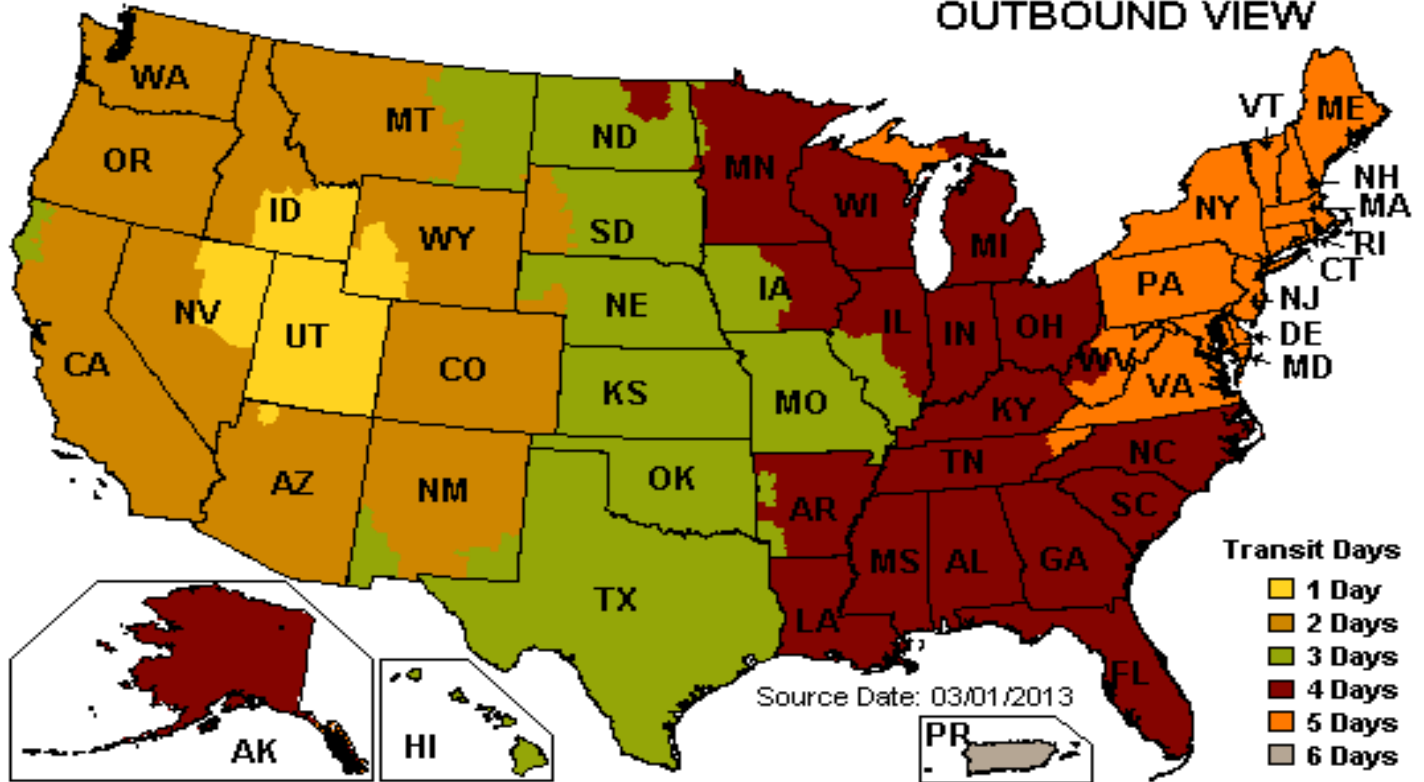 OUTBOUND VIEW
WA
MT
ND
MN
VT
ME
OR
ID
WY
SD
WI
MI
NY
NH
MA
RI
CT
NV
UT
NE
IA
IL
IN
OH
PA
NJ
DE
MD
CA
CO
KS
MO
KY
WV
VA
AZ
NM
OK
AR
TN
NC
SC
TX
LA
MS
AL
GA
FL
AK
HI
PR
Source Date: 03/01/2013
Transit Days
1 Day
2 Days
3 Days
4 Days
5 Days
6 Days